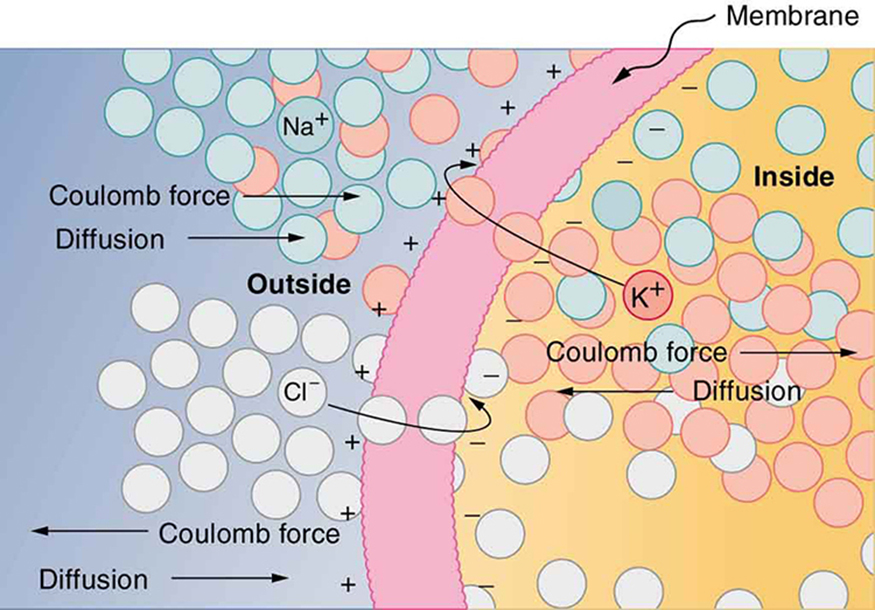 Membrane
Na⁺
Inside
Coulomb force
Diffusion
Outside
K⁺
Coulomb force
Diffusion
Cl⁻
Coulomb force
Diffusion